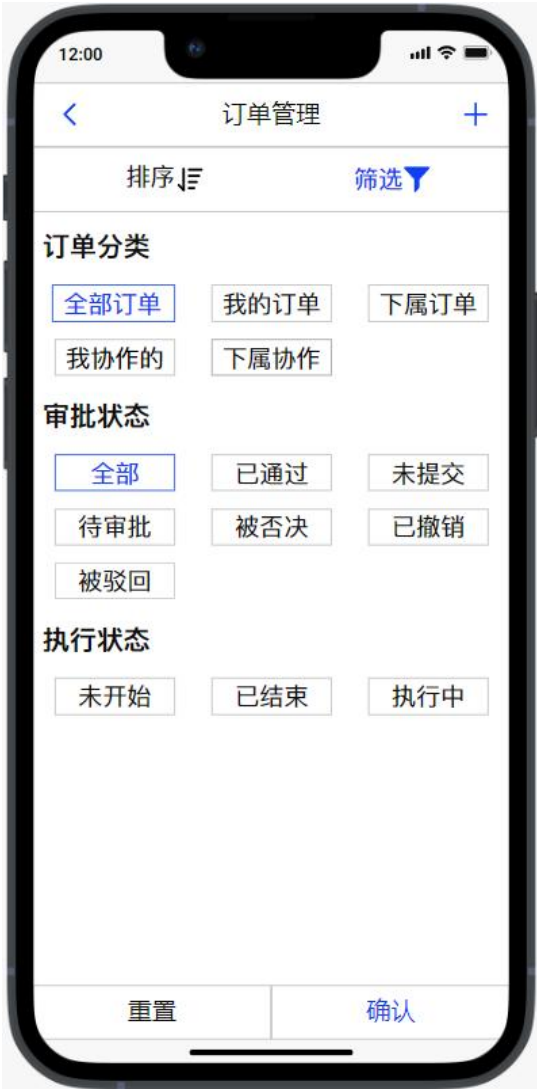 12:00
订单管理
排序 筛选
订单分类
全部订单 我的订单 下属订单
我协作的 下属协作
审批状态
全部 已通过 未提交
待审批 被否决 已撤销
被驳回
执行状态
未开始 已结束 执行中
重置 确认